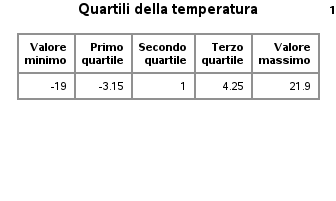 Quartili della temperatura 1
Valore minimo Primo quartile Secondo quartile Terzo quartile Valore massimo
-19 -3.15 1 4.25 21.9